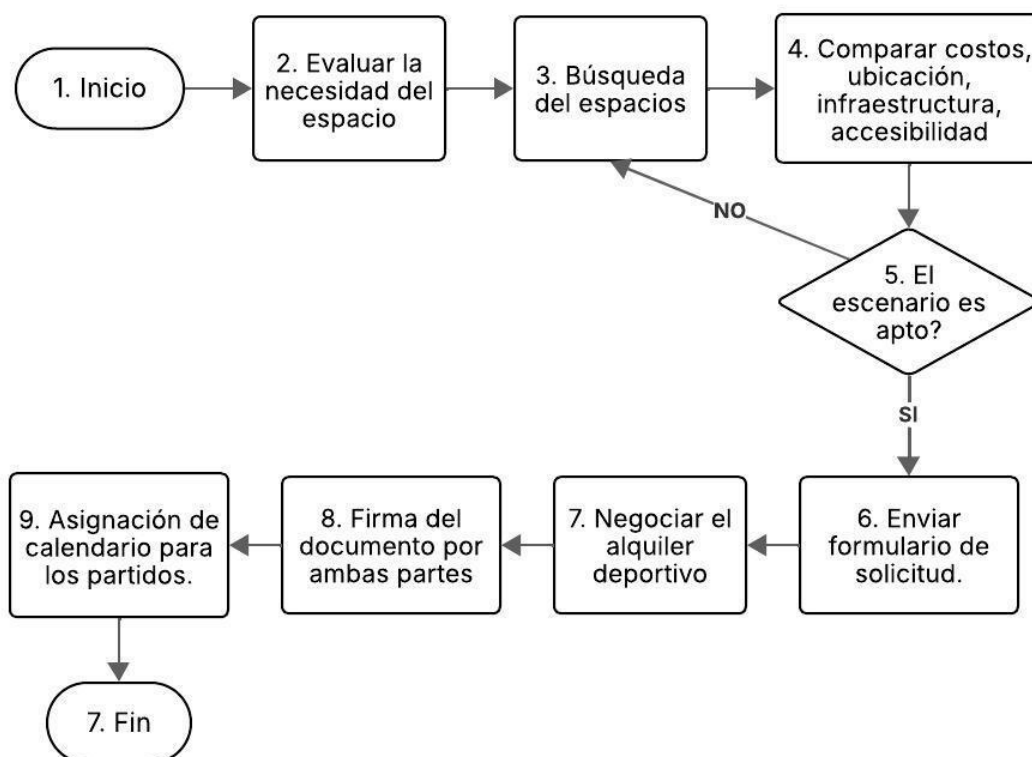 1. Inicio
2. Evaluar la
necesidad del
espacio
3. Búsqueda
del espacios
4. Comparar costos,
ubicación,
infraestructura,
accesibilidad
NO
5. El
escenario es
apto?
SI
6. Enviar
formulario de
solicitud.
7. Negociar el
alquiler
deportivo
8. Firma del
documento por
ambas partes
9. Asignación de
calendario para
los partidos.
7. Fin